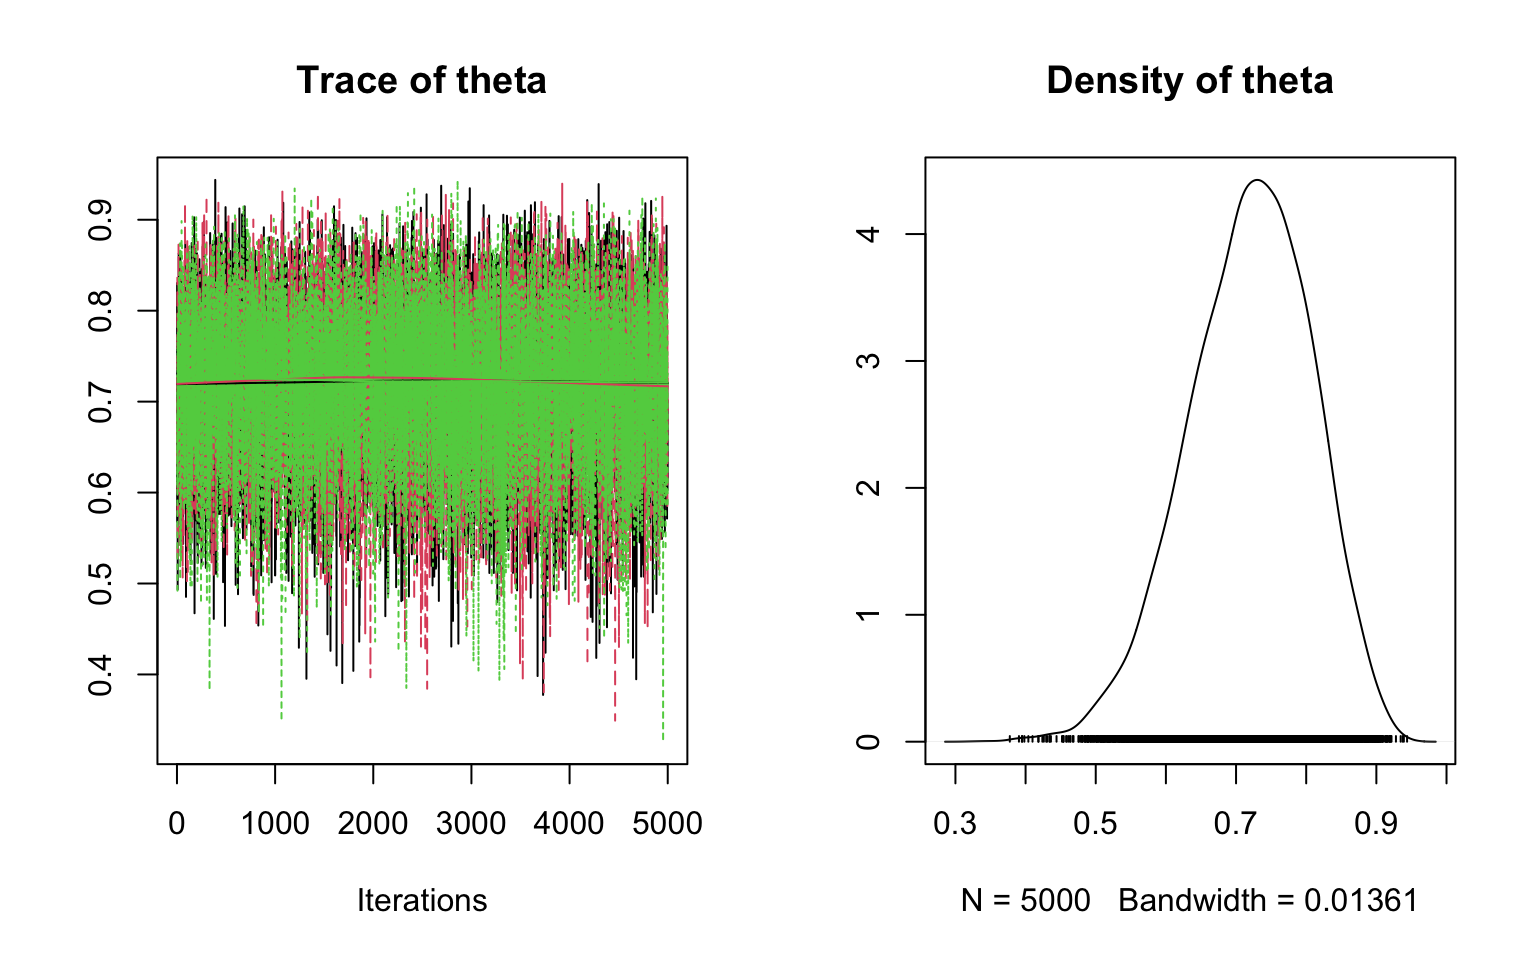 Trace of theta
0.9
0.8
0.7
0.6
0.5
0.4
0 1000 2000 3000 4000 5000
Iterations
Density of theta
4
3
2
1
0
0.3 0.5 0.7 0.9
N = 5000 Bandwidth = 0.01361